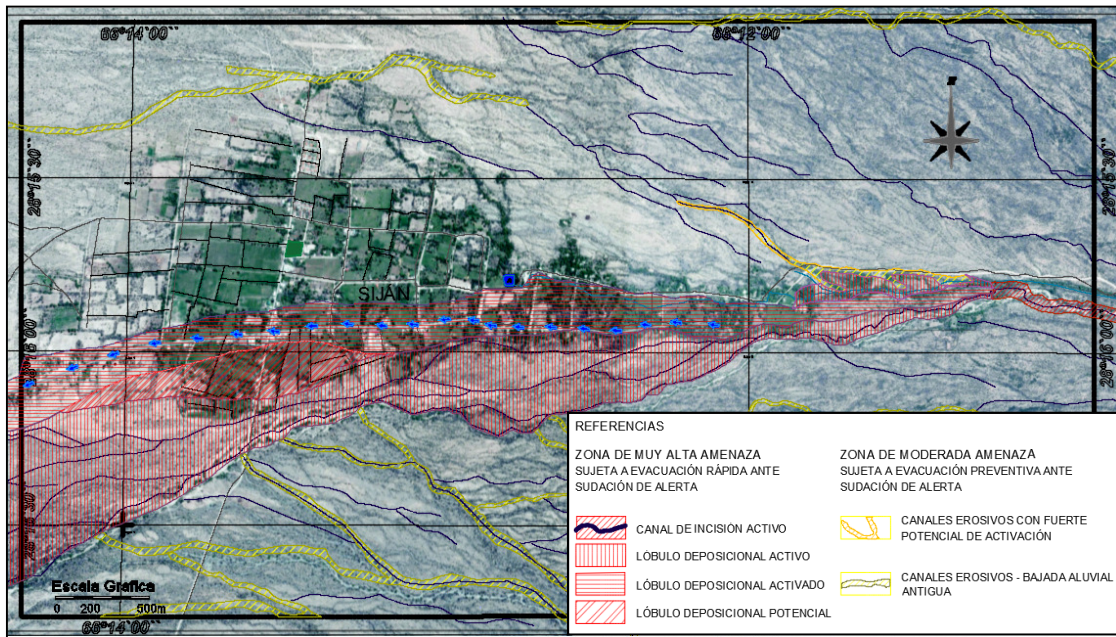 66°14'00``
66°12'00``
28°15'30``
28°15'30``
SIJÁN
28°16'00``
28°16'00``
28°16'30``
Escala Grafica
0 200 500m
66°14'00``
REFERENCIAS
ZONA DE MUY ALTA AMENAZA
SUJETA A EVACUACIÓN RÁPIDA ANTE
SUDACIÓN DE ALERTA
CANAL DE INCISIÓN ACTIVO
LÓBULO DEPOSICIONAL ACTIVO
LÓBULO DEPOSICIONAL ACTIVADO
LÓBULO DEPOSICIONAL POTENCIAL
ZONA DE MODERADA AMENAZA
SUJETA A EVACUACIÓN PREVENTIVA ANTE
SUDACIÓN DE ALERTA
CANALES EROSIVOS CON FUERTE
POTENCIAL DE ACTIVACIÓN
CANALES EROSIVOS - BAJADA ALUVIAL
ANTIGUA